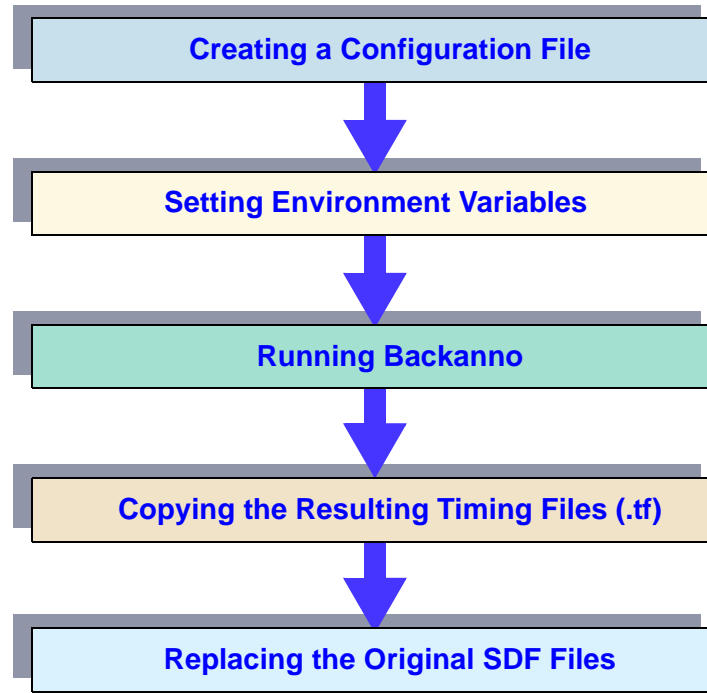 Creating a Configuration File
Setting Environment Variables
Running Backanno
Copying the Resulting Timing Files (.tf)
Replacing the Original SDF Files